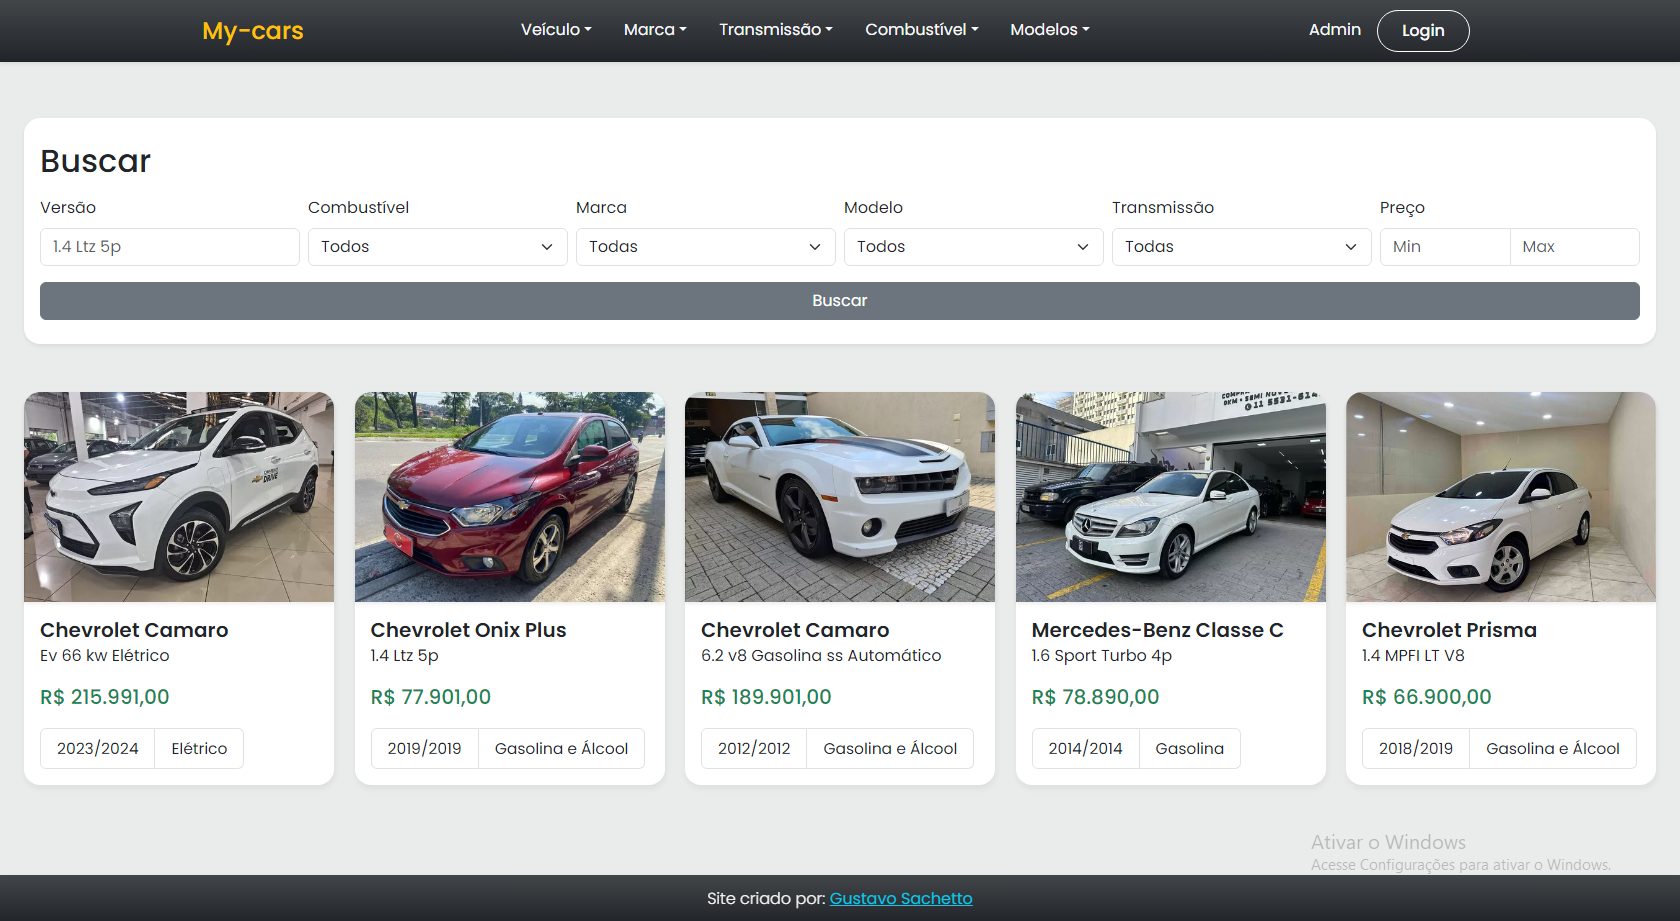 My-cars
Veículo
Marca
Transmissão
Combustível
Modelos
Admin
Login
Buscar
Versão
Combustível
Marca
Modelo
Transmissão
Preço
1.4 Ltz 5p
Todos
Todas
Todos
Todas
Min
Max
Buscar
DRIVE
Chevrolet Camaro
Ev 66 kw Elétrico
R$ 215.991,00
2023/2024
Elétrico
Chevrolet Onix Plus
1.4 Ltz 5p
R$ 77.901,00
2019/2019
Gasolina e Álcool
Chevrolet Camaro
6.2 v8 Gasolina ss Automático
R$ 189.901,00
2012/2012
Gasolina e Álcool
11 5531-614
Mercedes-Benz Classe C
1.6 Sport Turbo 4p
R$ 78.890,00
2014/2014
Gasolina
Chevrolet Prisma
1.4 MPFI LT V8
R$ 66.900,00
2018/2019
Gasolina e Álcool
Ativar o Windows
Acesse Configurações para ativar o Windows.
Site criado por: Gustavo Sachetto